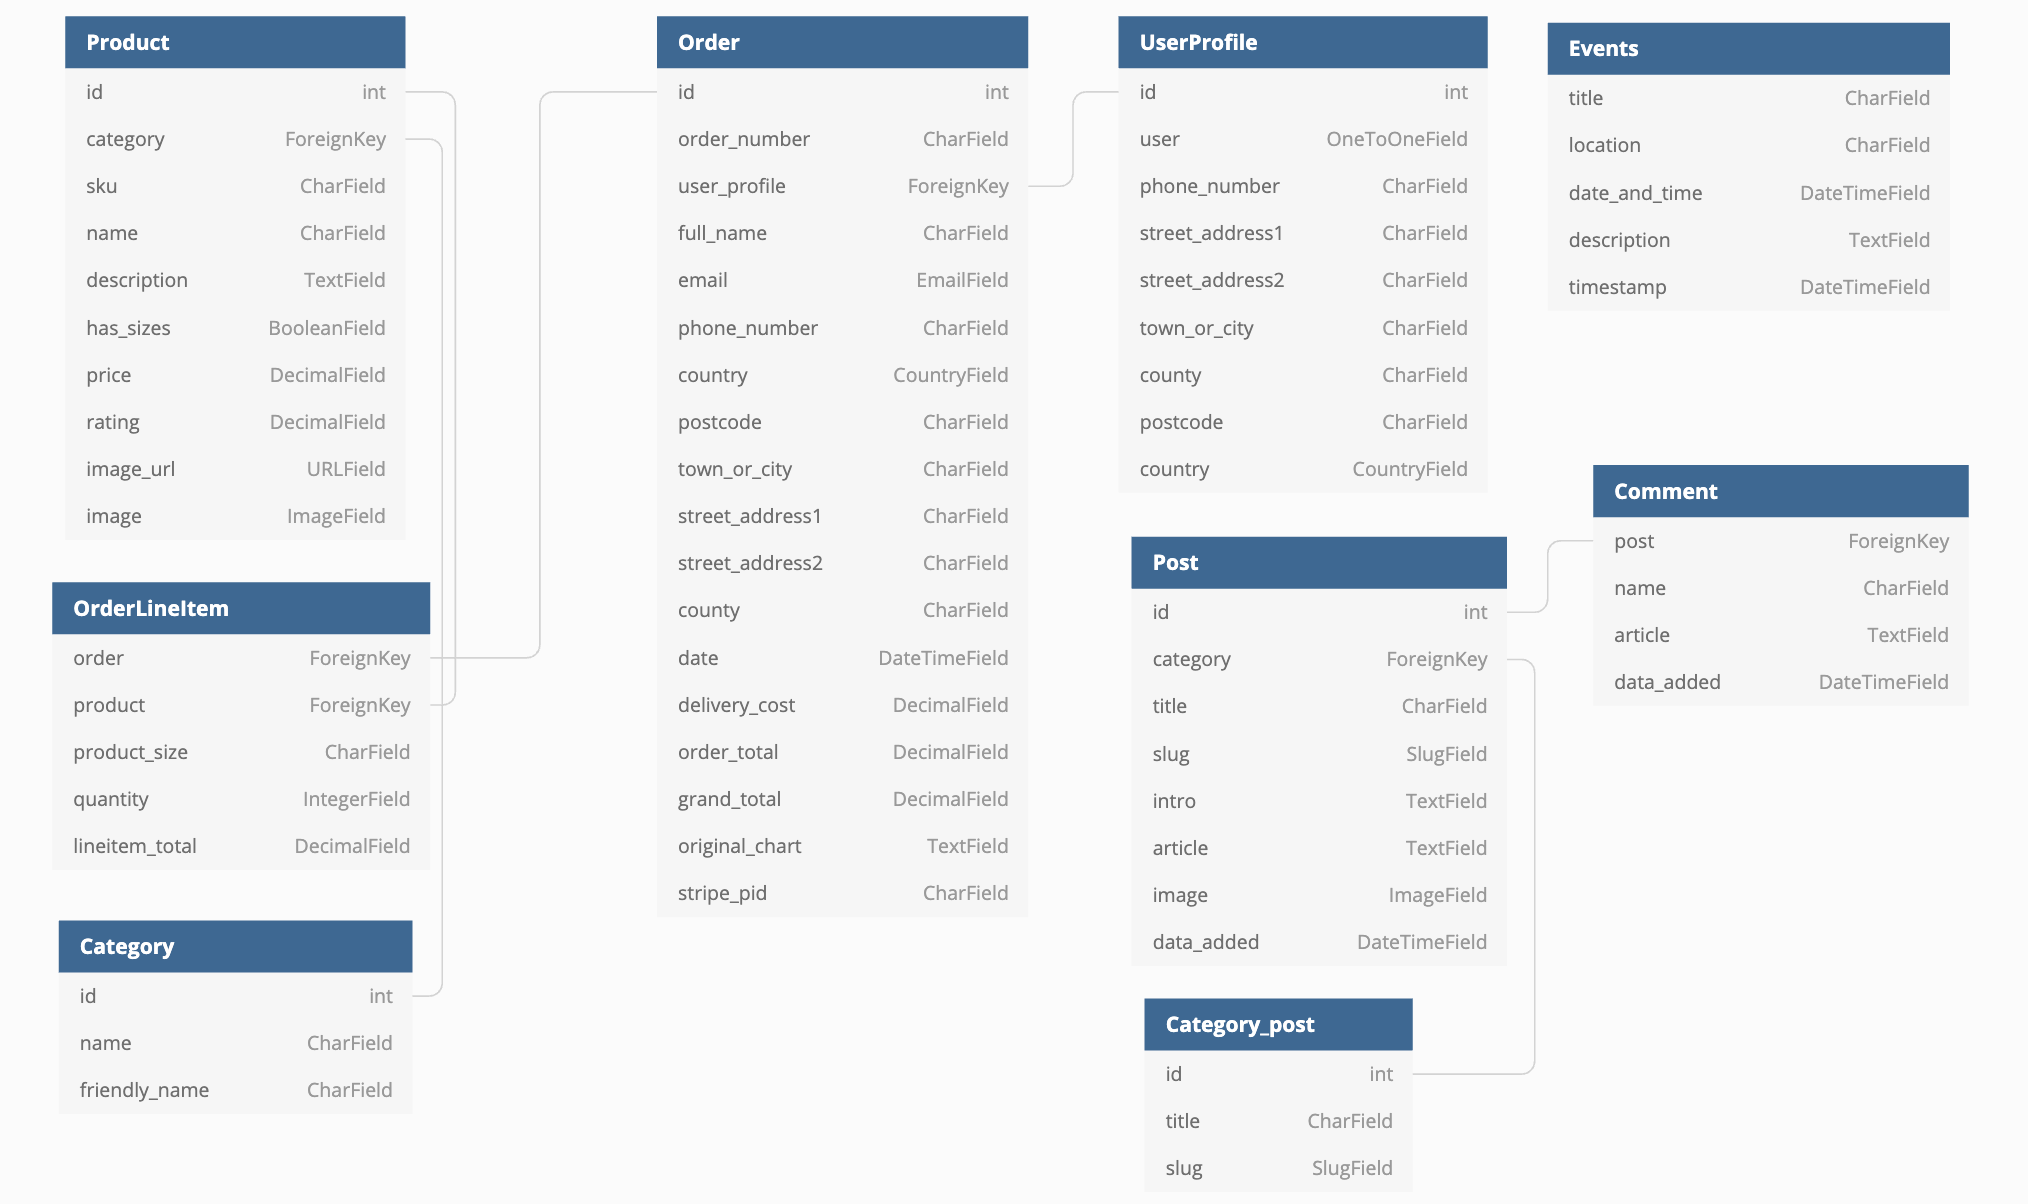 Product
id int
category ForeignKey
sku CharField
name CharField
description TextField
has_sizes BooleanField
price DecimalField
rating DecimalField
image_url URLField
image ImageField
OrderLineItem
order ForeignKey
product ForeignKey
product_size CharField
quantity IntegerField
lineitem_total DecimalField
Category
id int
name CharField
friendly_name CharField
Order
id int
order_number CharField
user_profile ForeignKey
full_name CharField
email EmailField
phone_number CharField
country CountryField
postcode CharField
town_or_city CharField
street_address1 CharField
street_address2 CharField
county CharField
date DateTimeField
delivery_cost DecimalField
order_total DecimalField
grand_total DecimalField
original_chart TextField
stripe_pid CharField
UserProfile
id int
user OneToOneField
phone_number CharField
street_address1 CharField
street_address2 CharField
town_or_city CharField
county CharField
postcode CharField
country CountryField
Post
id int
category ForeignKey
title CharField
slug SlugField
intro TextField
article TextField
image ImageField
data_added DateTimeField
Category_post
id int
title CharField
slug SlugField
Events
title CharField
location CharField
date_and_time DateTimeField
description TextField
timestamp DateTimeField
Comment
post ForeignKey
name CharField
article TextField
data_added DateTimeField